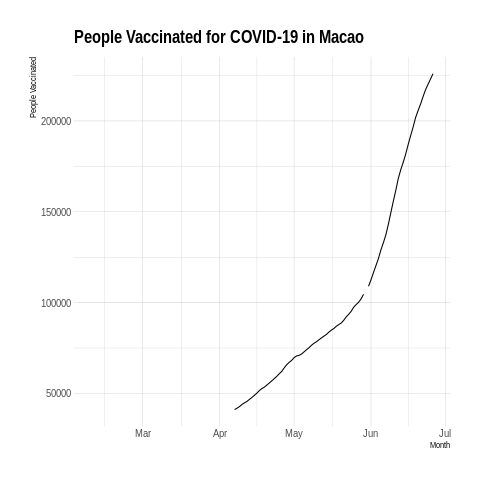 People Vaccinated for COVID-19 in Macao
People Vaccinated
200000
150000
100000
50000
Mar Apr May Jun Jul
Month